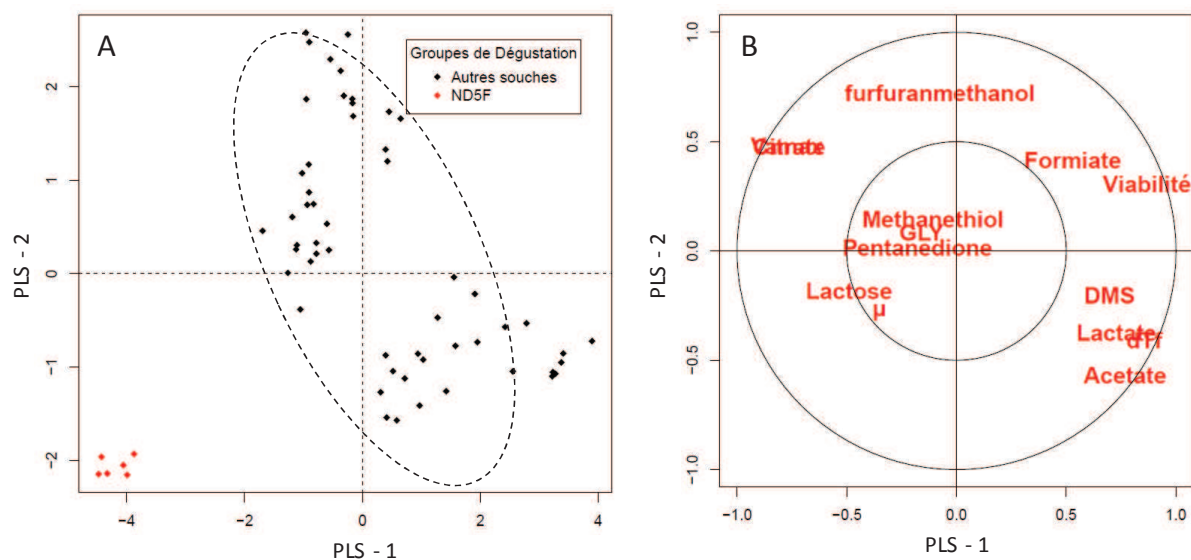 A
Groupes de Dégustation
Autres souches
ND5F
PLS - 2
2
1
0
−1
−2
−4
−2
0
2
4
PLS - 1
B
furfuranmethanol
Citrate
Formiate
Viabilité
Methanethiol
GLY
Pentanedione
Lactose
µ
DMS
Lactate
Acetate
PLS - 2
1.0
0.5
0.0
−0.5
−1.0
−1.0
−0.5
0.0
0.5
1.0
PLS - 1